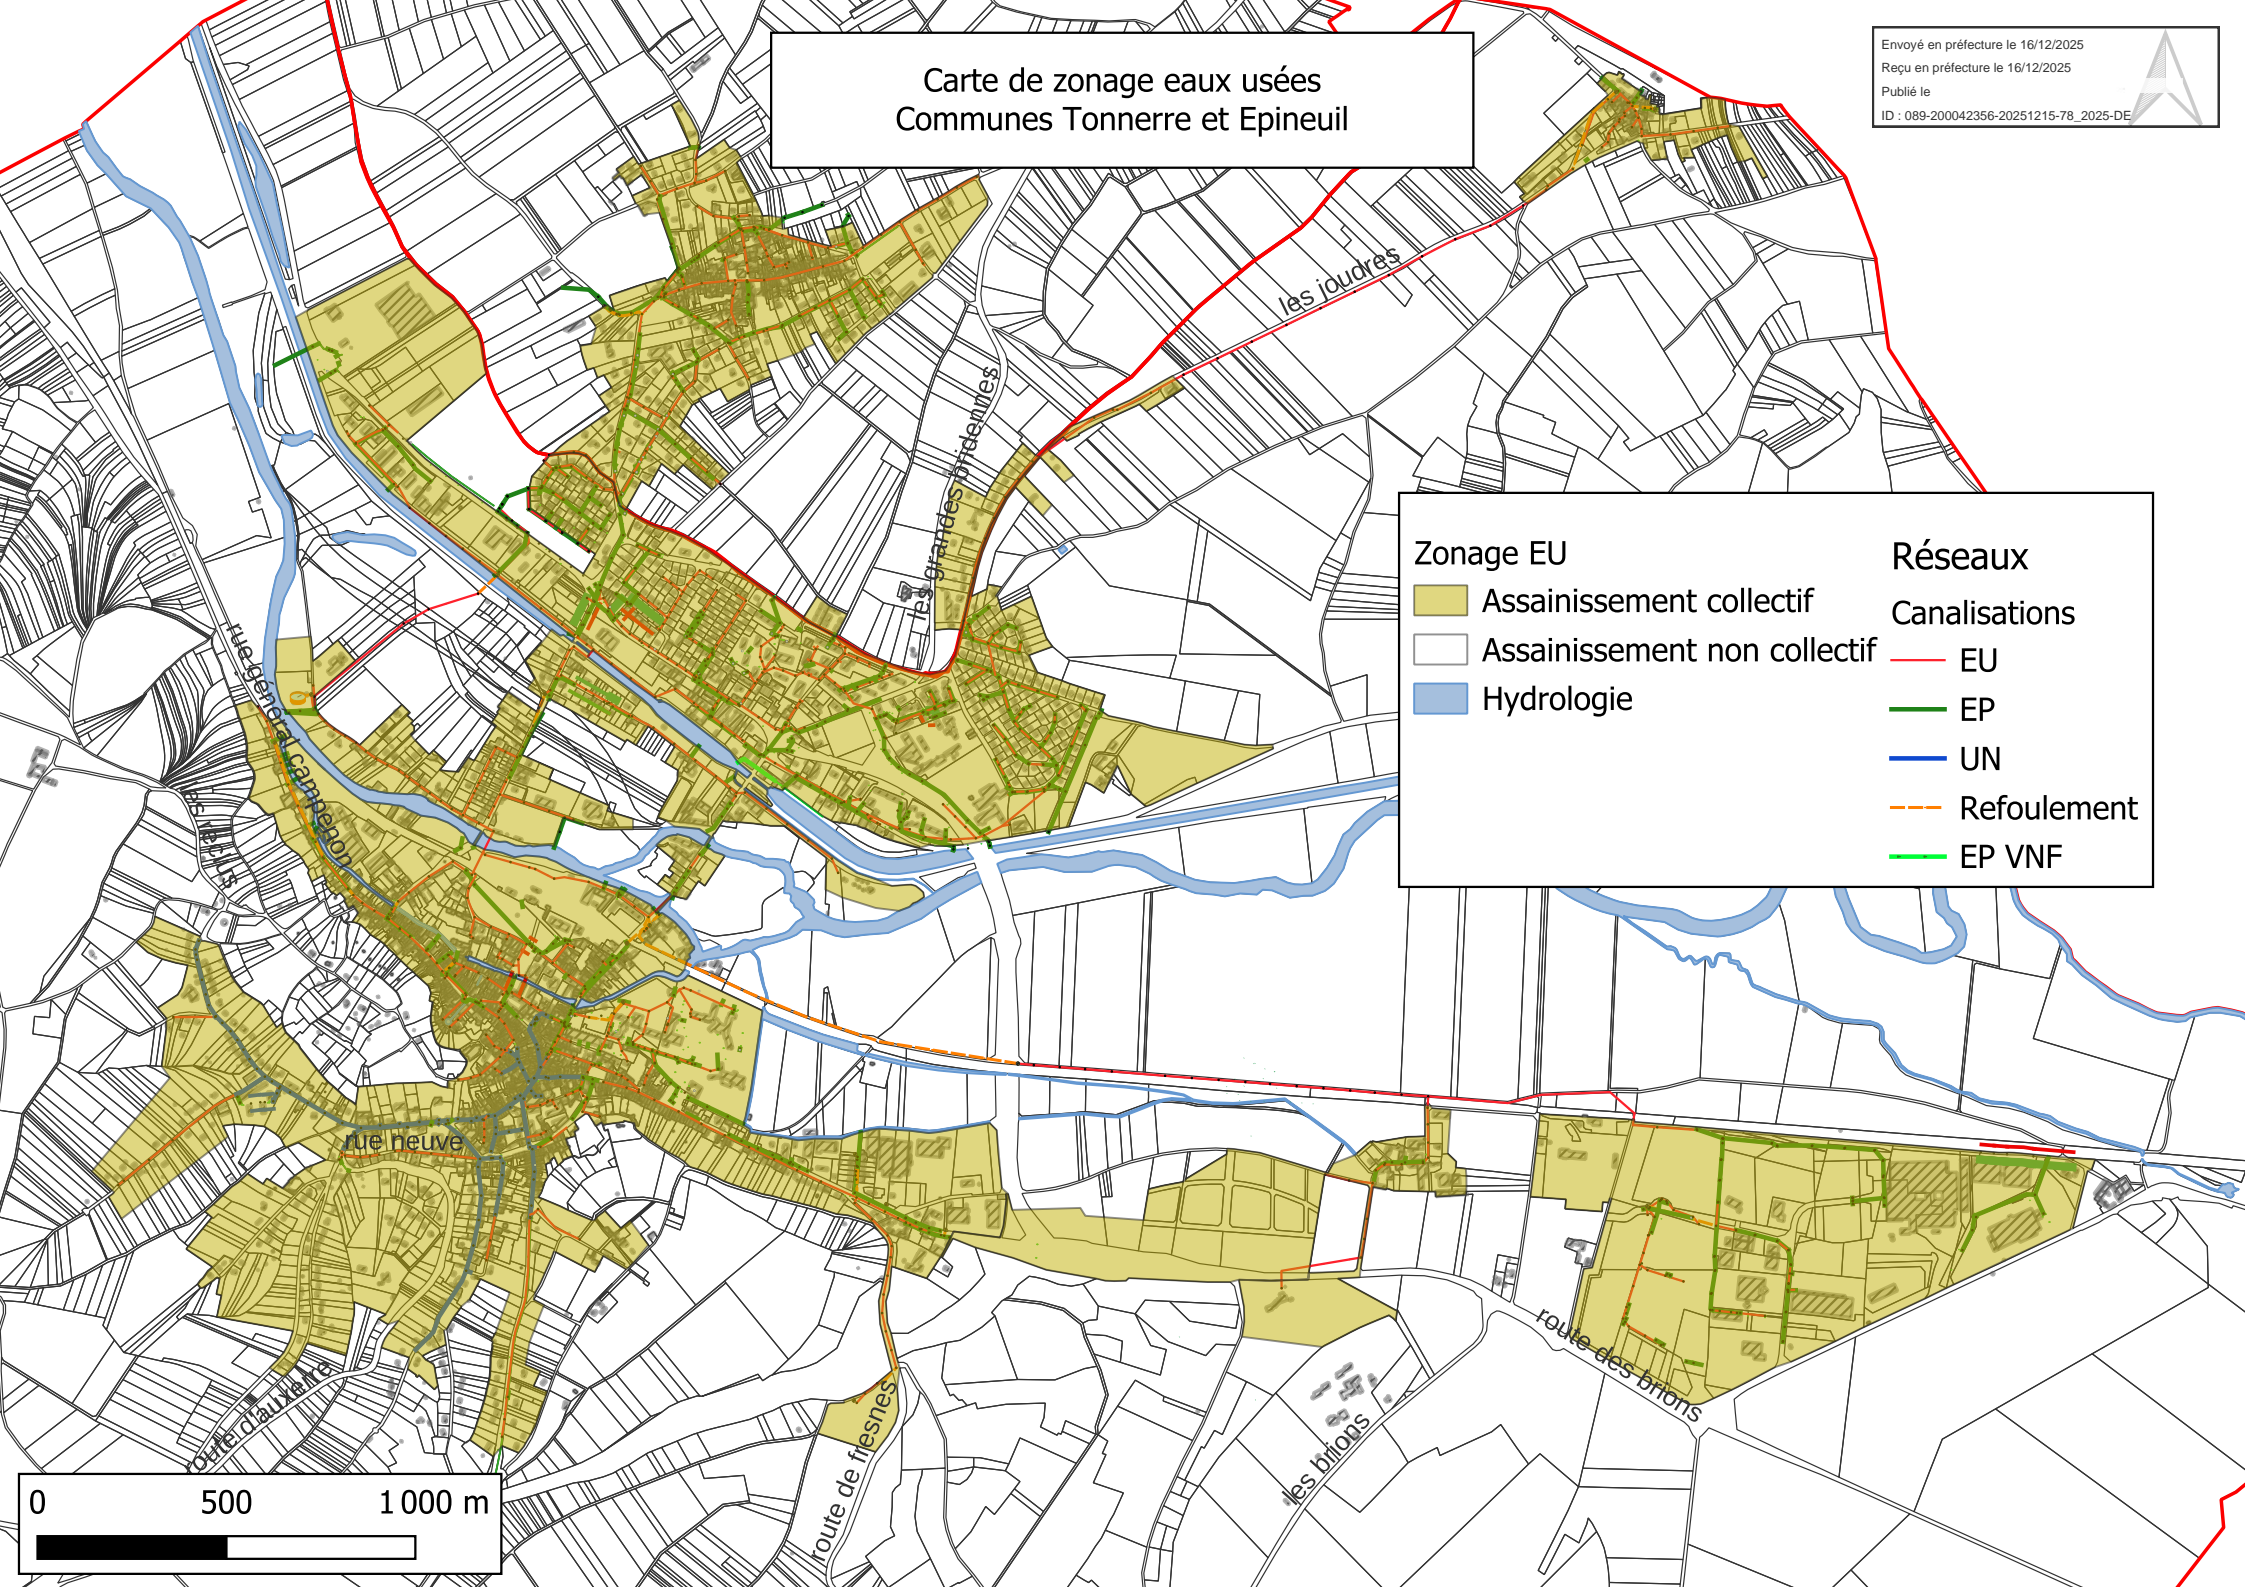 Carte de zonage eaux usées
Communes Tonnerre et Epineuil
Envoyé en préfecture le 16/12/2025
Reçu en préfecture le 16/12/2025
Publié le
ID : 089-200042356-20251215-78_2025-DE
les joudres
les grandes bridennes
Zonage EU
Assainissement collectif
Assainissement non collectif
Hydrologie
Réseaux
Canalisations
EU
EP
UN
Refoulement
EP VNF
rue général campenon
les reclus
rue neuve
route d'auxerre
route de fresnes
les brions
route des brions
0 500 1 000 m